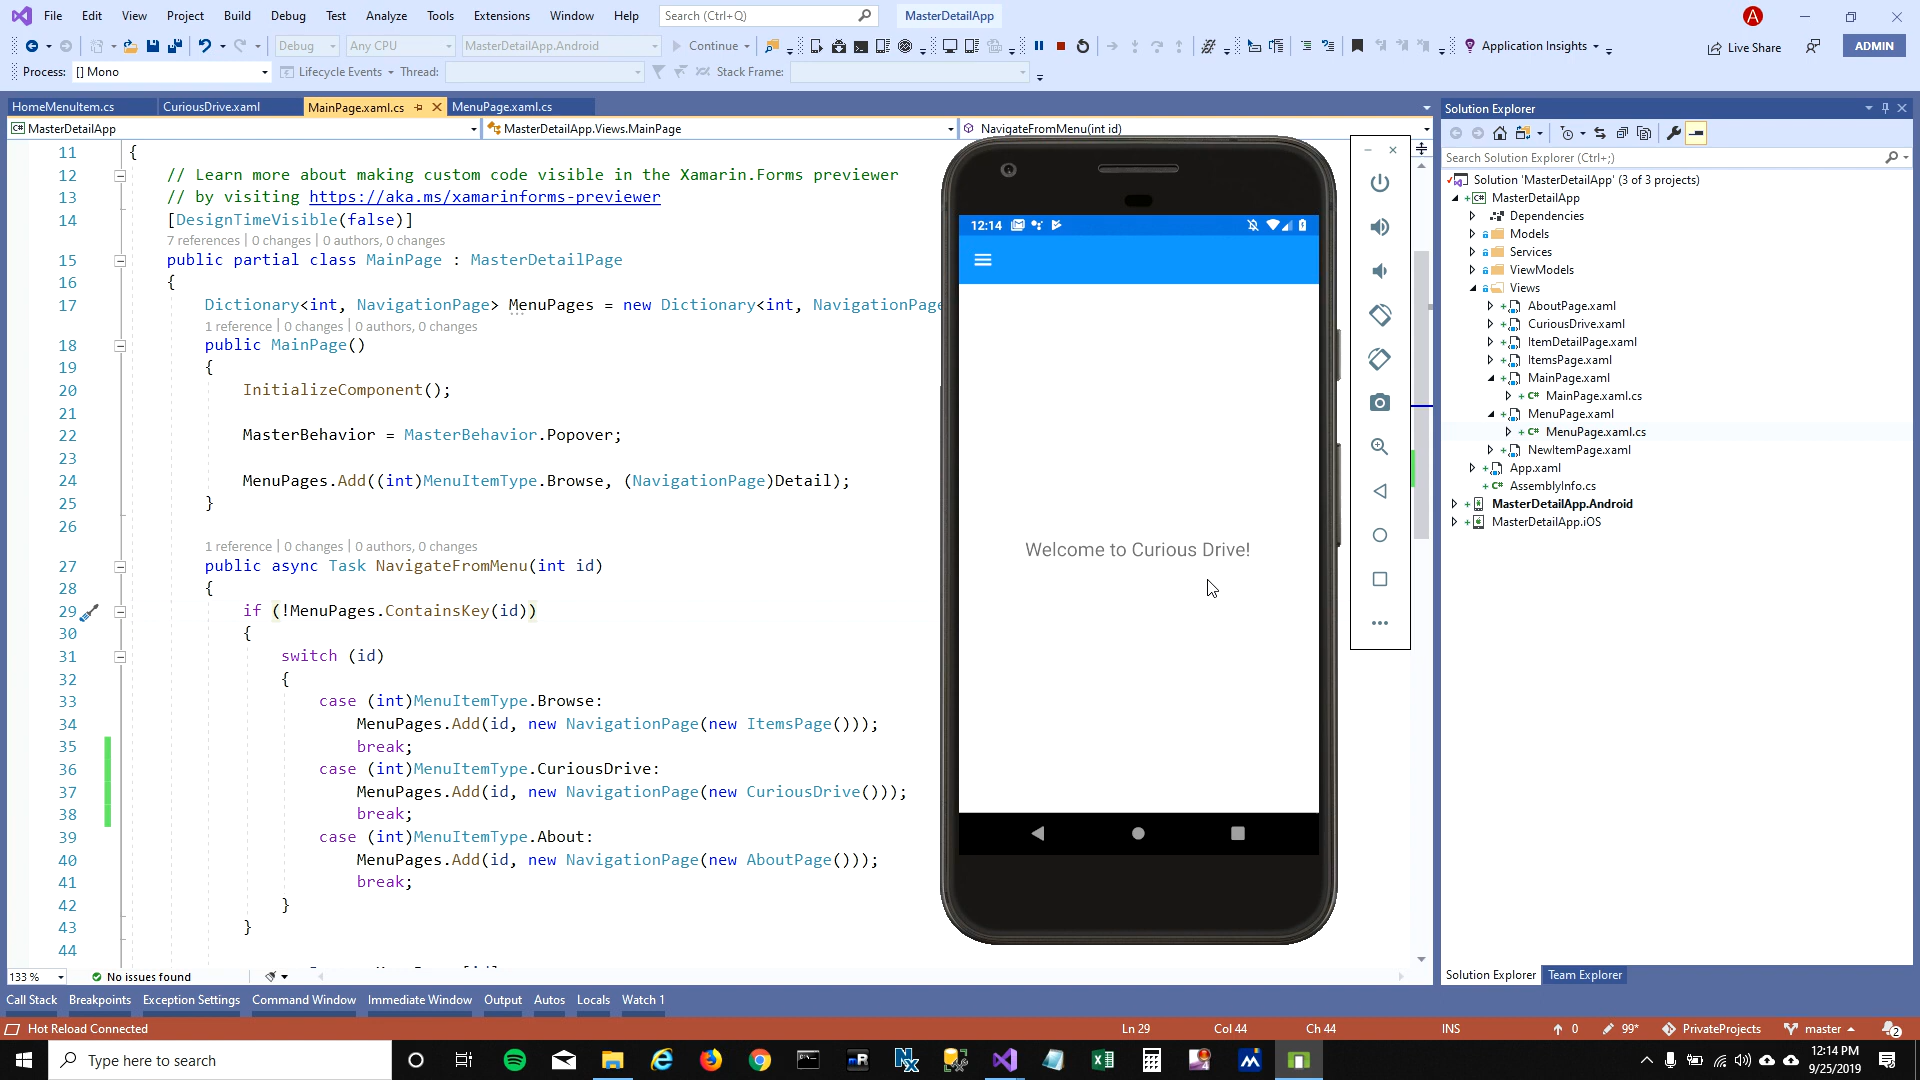 File Edit View Project Build Debug Test Analyze Tools Extensions Window Help Search (Ctrl+Q) MasterDetailApp
Debug Any CPU MasterDetailApp.Android Continue Application Insights Live Share ADMIN
Process: [] Mono Lifecycle Events Thread: Stack Frame:
HomeMenuItem.cs CuriousDrive.xaml MainPage.xaml.cs MenuPage.xaml.cs
MasterDetailApp MasterDetailApp.Views.MainPage NavigateFromMenu(int id)
11 {
12 // Learn more about making custom code visible in the Xamarin.Forms previewer
13 // by visiting https://aka.ms/xamarinforms-previewer
14 [DesignTimeVisible(false)]
7 references | 0 changes | 0 authors, 0 changes
15 public partial class MainPage : MasterDetailPage
16 {
17 Dictionary<int, NavigationPage> MenuPages = new Dictionary<int, NavigationPage
1 reference | 0 changes | 0 authors, 0 changes
18 public MainPage()
19 {
20 InitializeComponent();
21
22 MasterBehavior = MasterBehavior.Popover;
23
24 MenuPages.Add((int)MenuItemType.Browse, (NavigationPage)Detail);
25 }
26
1 reference | 0 changes | 0 authors, 0 changes
27 public async Task NavigateFromMenu(int id)
28 {
29 if (!MenuPages.ContainsKey(id))
30 {
31 switch (id)
32 {
33 case (int)MenuItemType.Browse:
34 MenuPages.Add(id, new NavigationPage(new ItemsPage()));
35 break;
36 case (int)MenuItemType.CuriousDrive:
37 MenuPages.Add(id, new NavigationPage(new CuriousDrive()));
38 break;
39 case (int)MenuItemType.About:
40 MenuPages.Add(id, new NavigationPage(new AboutPage()));
41 break;
42 }
43 }
44
12:14
Welcome to Curious Drive!
Solution Explorer
Search Solution Explorer (Ctrl+;)
Solution 'MasterDetailApp' (3 of 3 projects)
MasterDetailApp
Dependencies
Models
Services
ViewModels
Views
AboutPage.xaml
CuriousDrive.xaml
ItemDetailPage.xaml
ItemsPage.xaml
MainPage.xaml
MainPage.xaml.cs
MenuPage.xaml
MenuPage.xaml.cs
NewItemPage.xaml
App.xaml
AssemblyInfo.cs
MasterDetailApp.Android
MasterDetailApp.iOS
133 % No issues found
Solution Explorer Team Explorer
Call Stack Breakpoints Exception Settings Command Window Immediate Window Output Autos Locals Watch 1
Hot Reload Connected Ln 29 Col 44 Ch 44 INS 0 99* PrivateProjects master 2
Type here to search
12:14 PM
9/25/2019